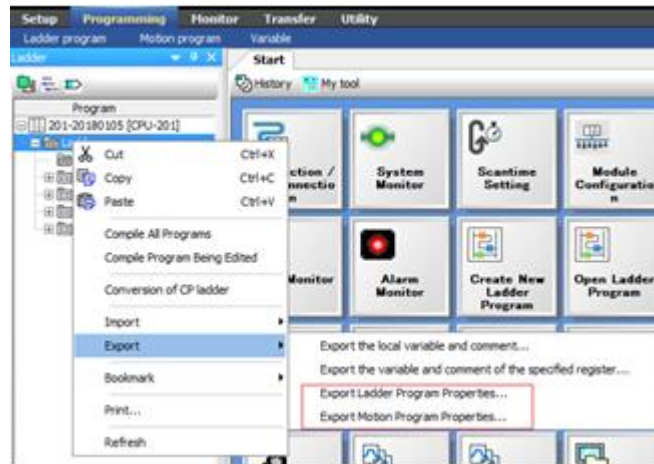 Setup Programming Monitor Transfer Utility
Ladder program Motion program Variable
Ladder
Start
History My tool
Program
201-20180105 [CPU-201]
Cut Ctrl+X
Copy Ctrl+C
Paste Ctrl+V
Compile All Programs
Compile Program Being Edited
Conversion of CP ladder
Import
Export
Bookmark
Print...
Refresh
System
Monitor
Scantime
Setting
Module
Configuratio
n
Monitor
Alarm
Monitor
Create New
Ladder
Program
Open Ladder
Program
Export the local variable and comment...
Export the variable and comment of the specified register....
Export Ladder Program Properties...
Export Motion Program Properties...